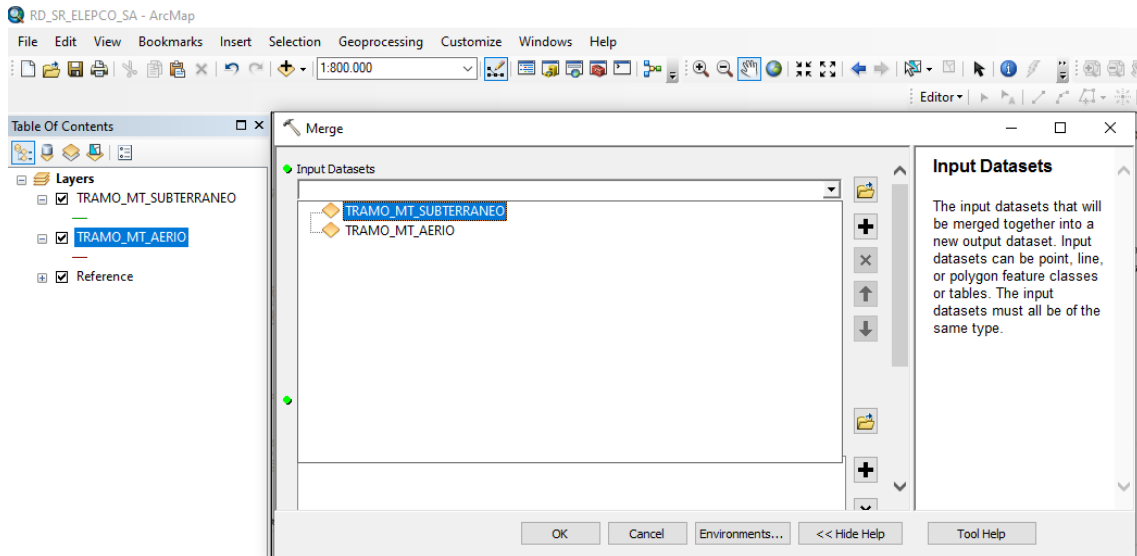 RD_SR_ELEPCO_SA - ArcMap
File Edit View Bookmarks Insert Selection Geoprocessing Customize Windows Help
1:800.000
Editor
Table Of Contents
Layers
TRAMO_MT_SUBTERRANEO
TRAMO_MT_AERIO
Reference
Merge
Input Datasets
TRAMO_MT_SUBTERRANEO
TRAMO_MT_AERIO
OK Cancel Environments... << Hide Help Tool Help
Input Datasets
The input datasets that will
be merged together into a
new output dataset. Input
datasets can be point, line,
or polygon feature classes
or tables. The input
datasets must all be of the
same type.